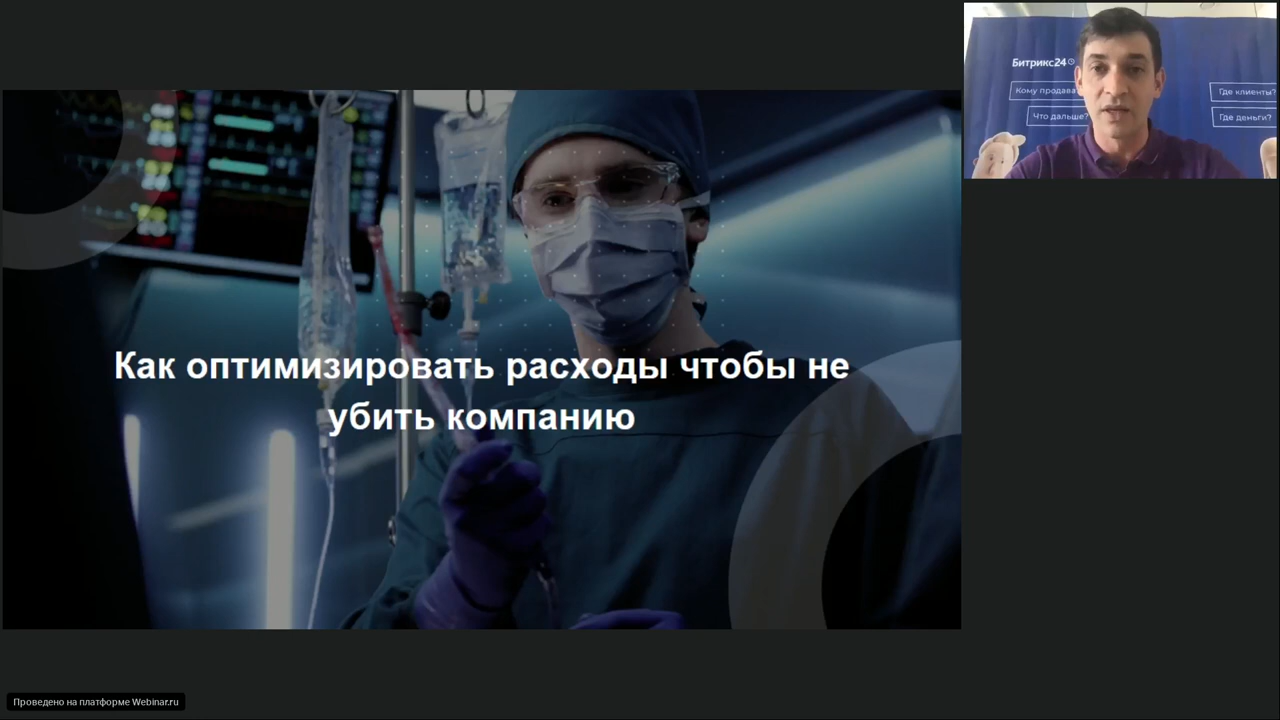 Как оптимизировать расходы чтобы не
убить компанию
Битрикс24
Кому продава
Что дальше?
Где клиенты?
Где деньги?
Проведено на платформе Webinar.ru